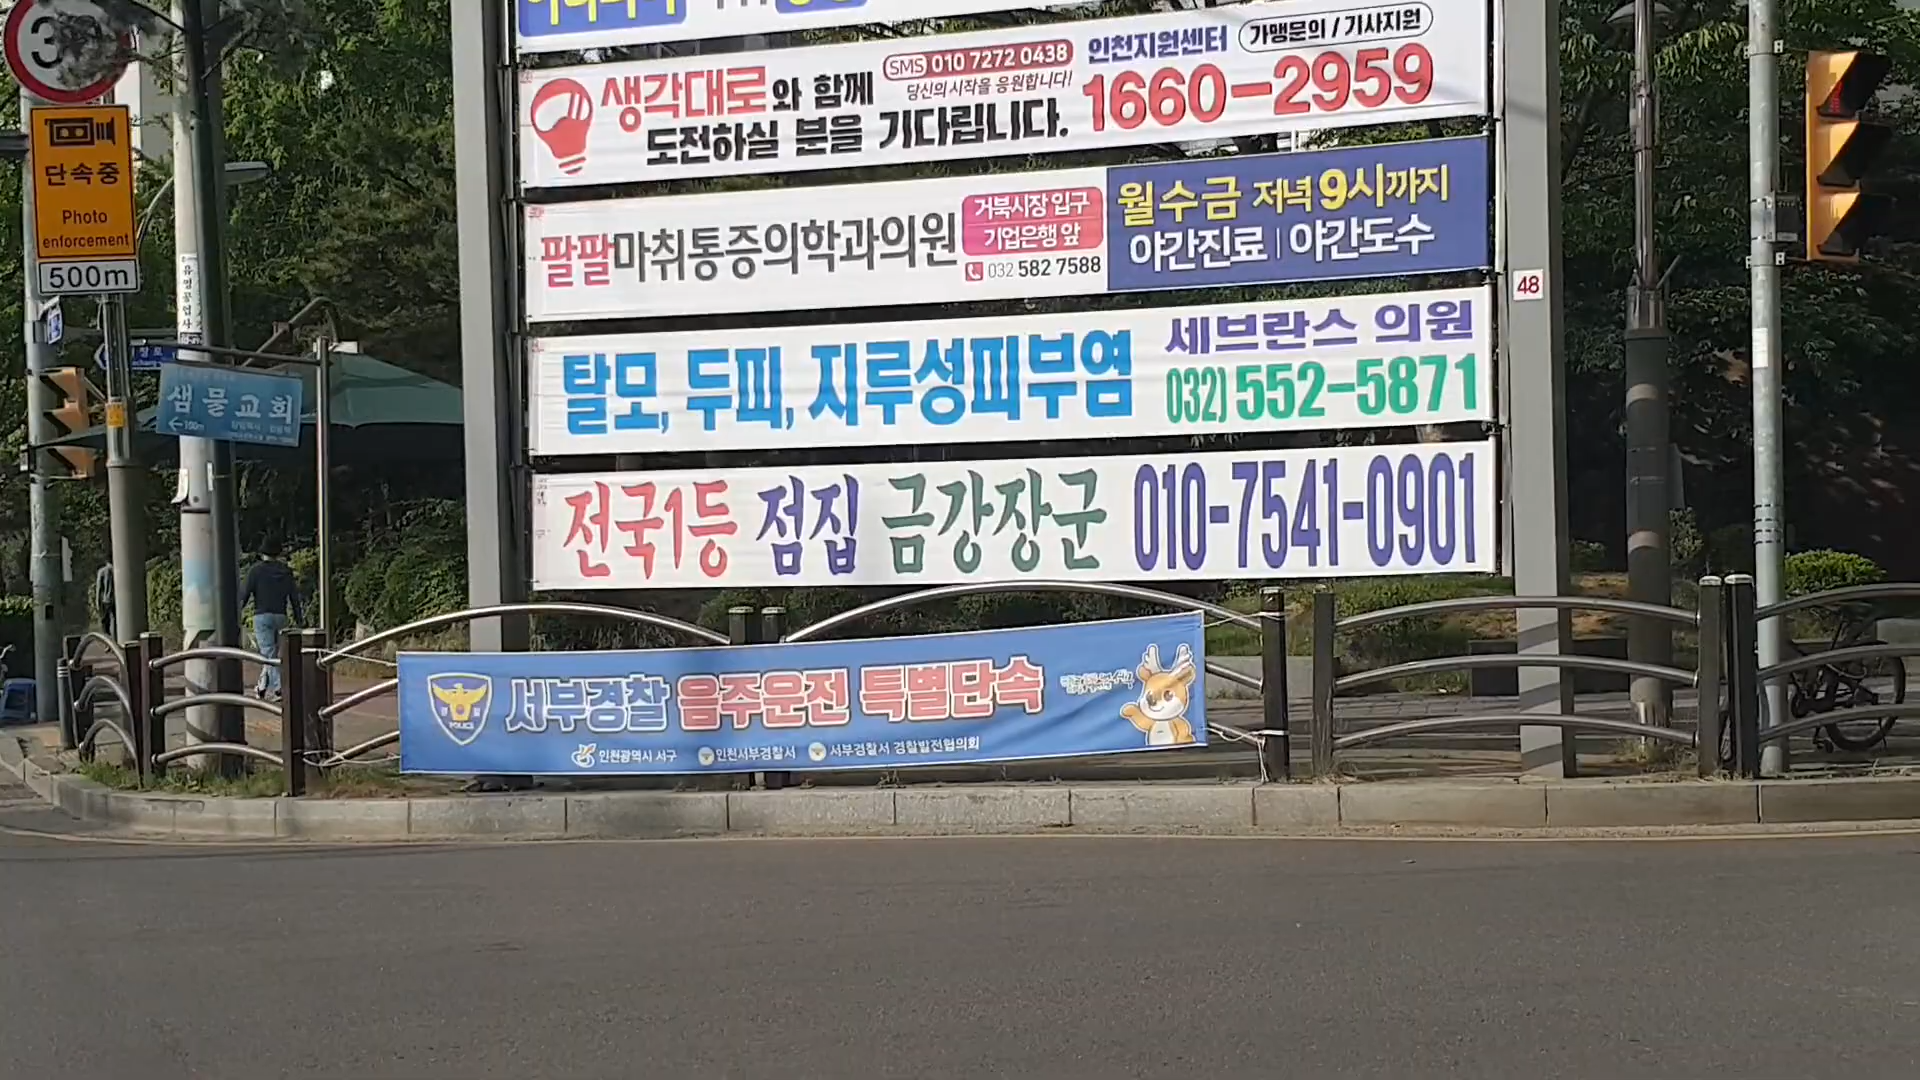 단속중
Photo
enforcement
500m
샘물교회
100m
생각대로와 함께
도전하실 분을 기다립니다.
SMS 010 7272 0438
당신의 시작을 응원합니다!
인천지원센터
가맹문의 / 기사지원
1660-2959
팔팔마취통증의학과의원
거북시장 입구
기업은행 앞
032 582 7588
월수금 저녁 9시까지
야간진료 | 야간도수
48
탈모, 두피, 지루성피부염
세브란스 의원
032) 552-5871
전국1등 점집 금강장군 010-7541-0901
POLICE
서부경찰 음주운전 특별단속
인천광역시 서구 인천서부경찰서 서부경찰서 경찰발전협의회